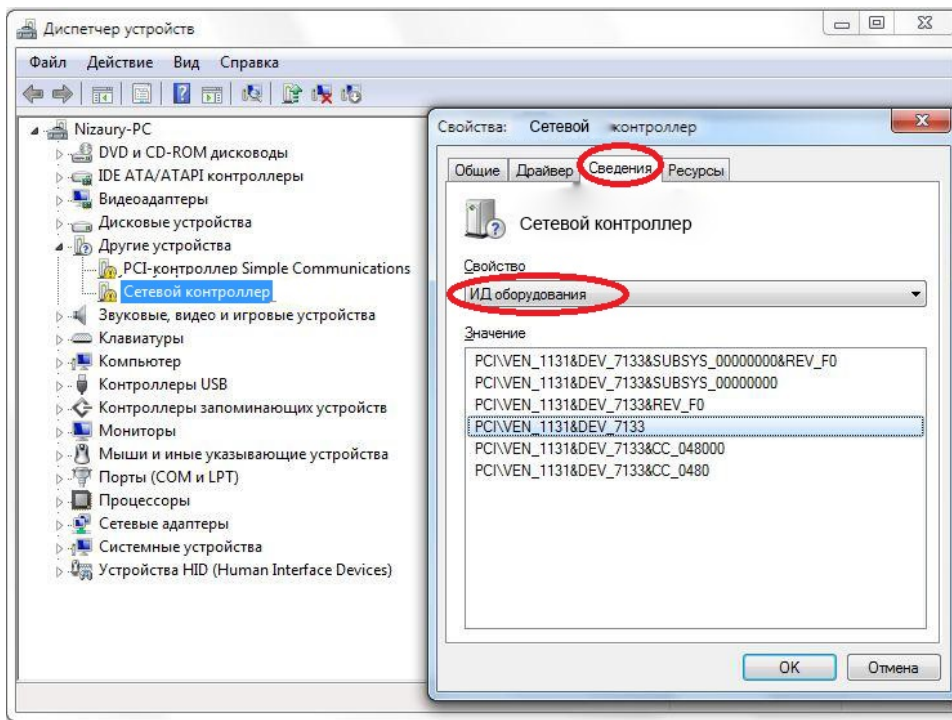 Диспетчер устройств
Файл Действие Вид Справка
Nizaury-PC
DVD и CD-ROM дисководы
IDE ATA/ATAPI контроллеры
Видеоадаптеры
Дисковые устройства
Другие устройства
PCI-контроллер Simple Communications
Сетевой контроллер
Звуковые, видео и игровые устройства
Клавиатуры
Компьютер
Контроллеры USB
Контроллеры запоминающих устройств
Мониторы
Мыши и иные указывающие устройства
Порты (COM и LPT)
Процессоры
Сетевые адаптеры
Системные устройства
Устройства HID (Human Interface Devices)
Свойства: Сетевой контроллер
Общие Драйвер Сведения Ресурсы
Сетевой контроллер
Свойство
ИД оборудования
Значение
PCI\VEN_1131&DEV_7133&SUBSYS_00000000&REV_F0
PCI\VEN_1131&DEV_7133&SUBSYS_00000000
PCI\VEN_1131&DEV_7133&REV_F0
PCI\VEN_1131&DEV_7133
PCI\VEN_1131&DEV_7133&CC_048000
PCI\VEN_1131&DEV_7133&CC_0480
OK Отмена